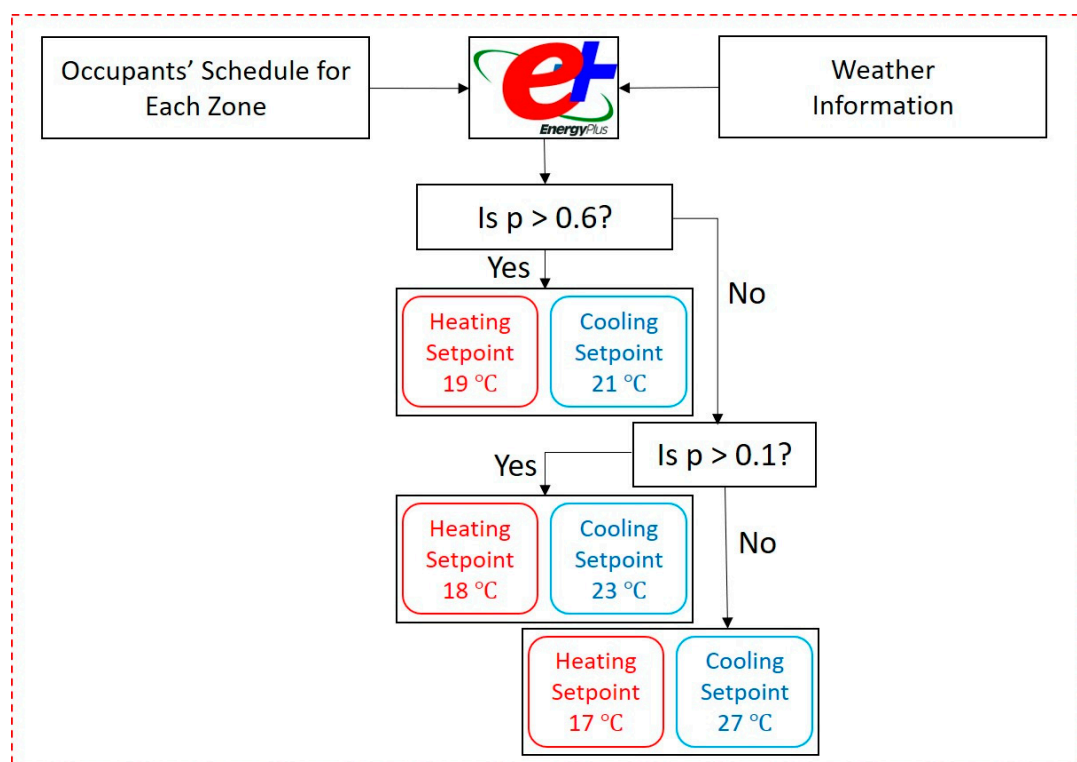 Occupants' Schedule for
Each Zone
e+
EnergyPlus
Weather
Information
Is p > 0.6?
Yes
No
Heating
Setpoint
19 °C
Cooling
Setpoint
21 °C
Is p > 0.1?
Yes
No
Heating
Setpoint
18 °C
Cooling
Setpoint
23 °C
Heating
Setpoint
17 °C
Cooling
Setpoint
27 °C